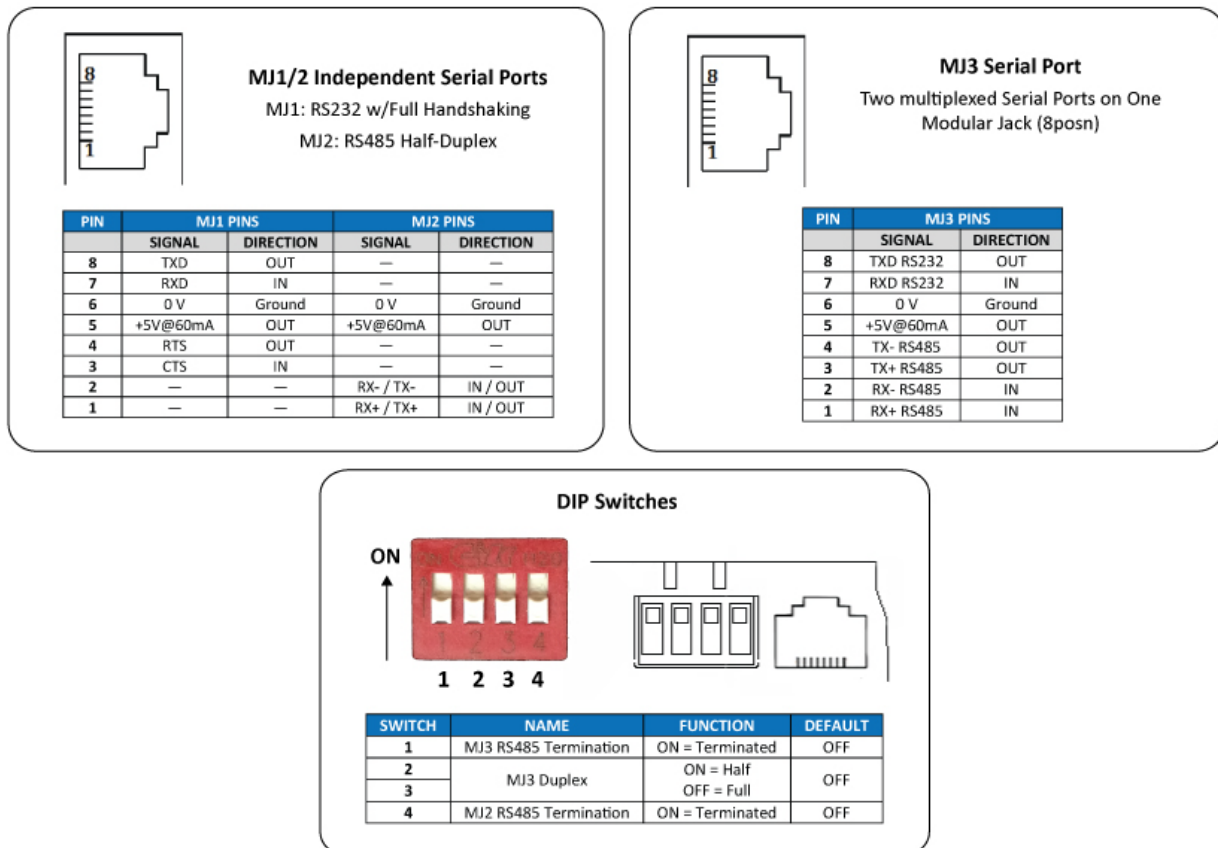 8
1
MJ1/2 Independent Serial Ports
MJ1: RS232 w/Full Handshaking
MJ2: RS485 Half-Duplex
PIN MJ1 PINS MJ2 PINS
SIGNAL DIRECTION SIGNAL DIRECTION
8 TXD OUT — —
7 RXD IN — —
6 0 V Ground 0 V Ground
5 +5V@60mA OUT +5V@60mA OUT
4 RTS OUT — —
3 CTS IN — —
2 — — RX- / TX- IN / OUT
1 — — RX+ / TX+ IN / OUT
8
1
MJ3 Serial Port
Two multiplexed Serial Ports on One
Modular Jack (8posn)
PIN MJ3 PINS
SIGNAL DIRECTION
8 TXD RS232 OUT
7 RXD RS232 IN
6 0 V Ground
5 +5V@60mA OUT
4 TX- RS485 OUT
3 TX+ RS485 OUT
2 RX- RS485 IN
1 RX+ RS485 IN
DIP Switches
ON
1 2 3 4
1 2 3 4
SWITCH NAME FUNCTION DEFAULT
1 MJ3 RS485 Termination ON = Terminated OFF
2 MJ3 Duplex ON = Half OFF
3 OFF = Full
4 MJ2 RS485 Termination ON = Terminated OFF